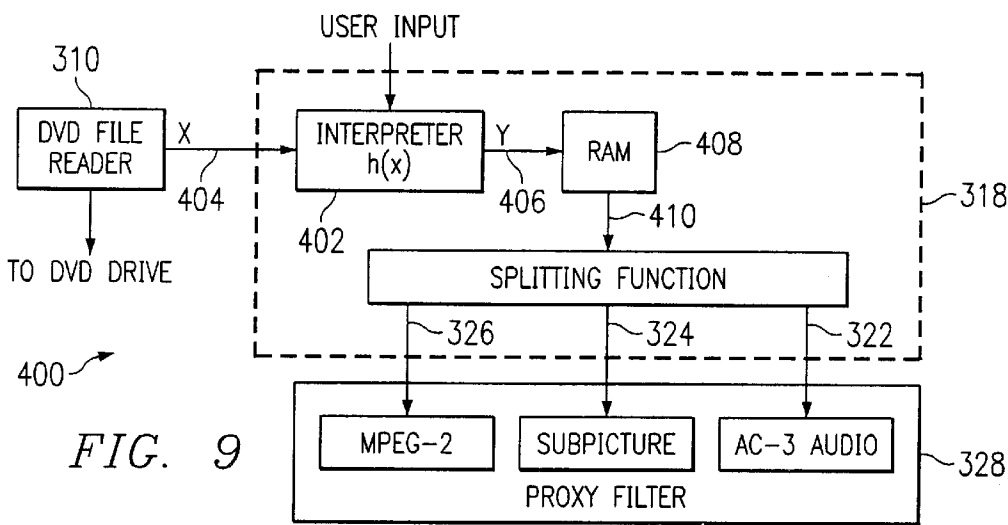 USER INPUT
310
DVD FILE
READER
X
404
INTERPRETER
h(x)
402
Y
406
RAM
408
410
318
TO DVD DRIVE
SPLITTING FUNCTION
326
324
322
400
MPEG-2
SUBPICTURE
AC-3 AUDIO
PROXY FILTER
328
FIG. 9